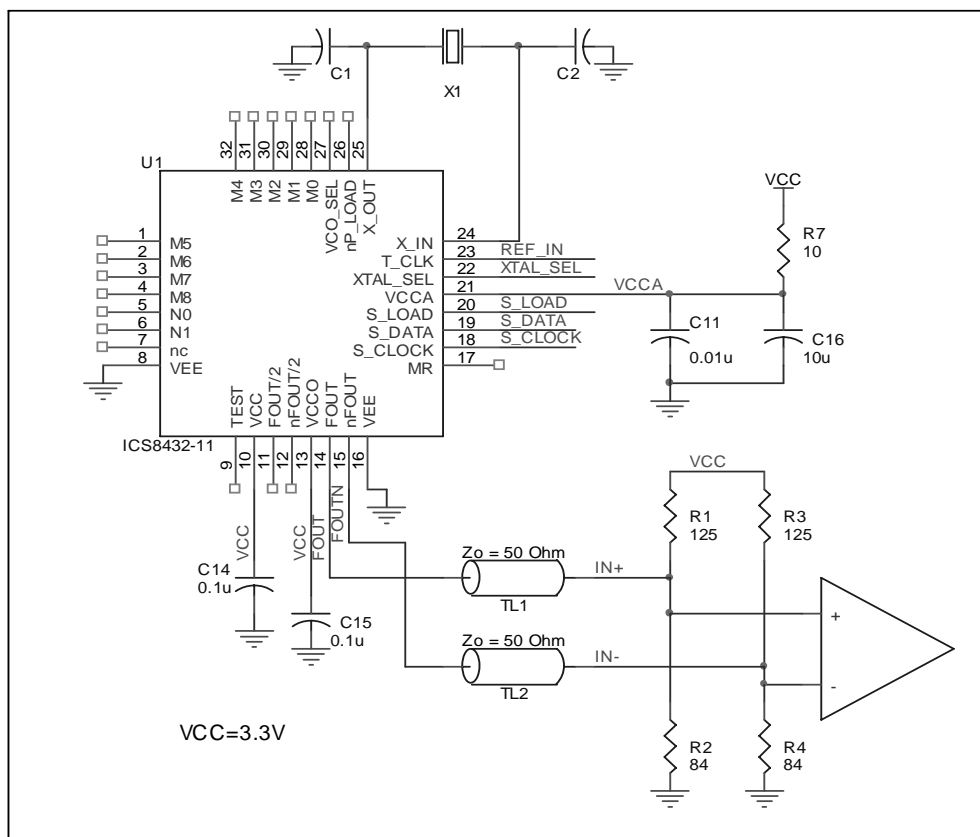 C1
X1
C2
U1
32
31
30
29
28
27
26
25
M4
M3
M2
M1
M0
VCO_SEL
nP_LOAD
X_OUT
1
2
3
4
5
6
7
8
M5
M6
M7
M8
N0
N1
nc
VEE
X_IN
T_CLK
XTAL_SEL
VCCA
S_LOAD
S_DATA
S_CLOCK
MR
24
23
22
21
20
19
18
17
REF_IN
XTAL_SEL
VCCA
S_LOAD
S_DATA
S_CLOCK
VCC
R7
10
C11
0.01u
C16
10u
TEST
VCC
FOUT/2
nFOUT/2
VCCO
FOUT
nFOUT
VEE
ICS8432-11
9
10
11
12
13
14
15
16
VCC
VCC
FOUT
FOUTN
C14
0.1u
C15
0.1u
Zo = 50 Ohm
TL1
IN+
Zo = 50 Ohm
TL2
IN-
VCC
R1
125
R3
125
+
-
R2
84
R4
84
VCC=3.3V